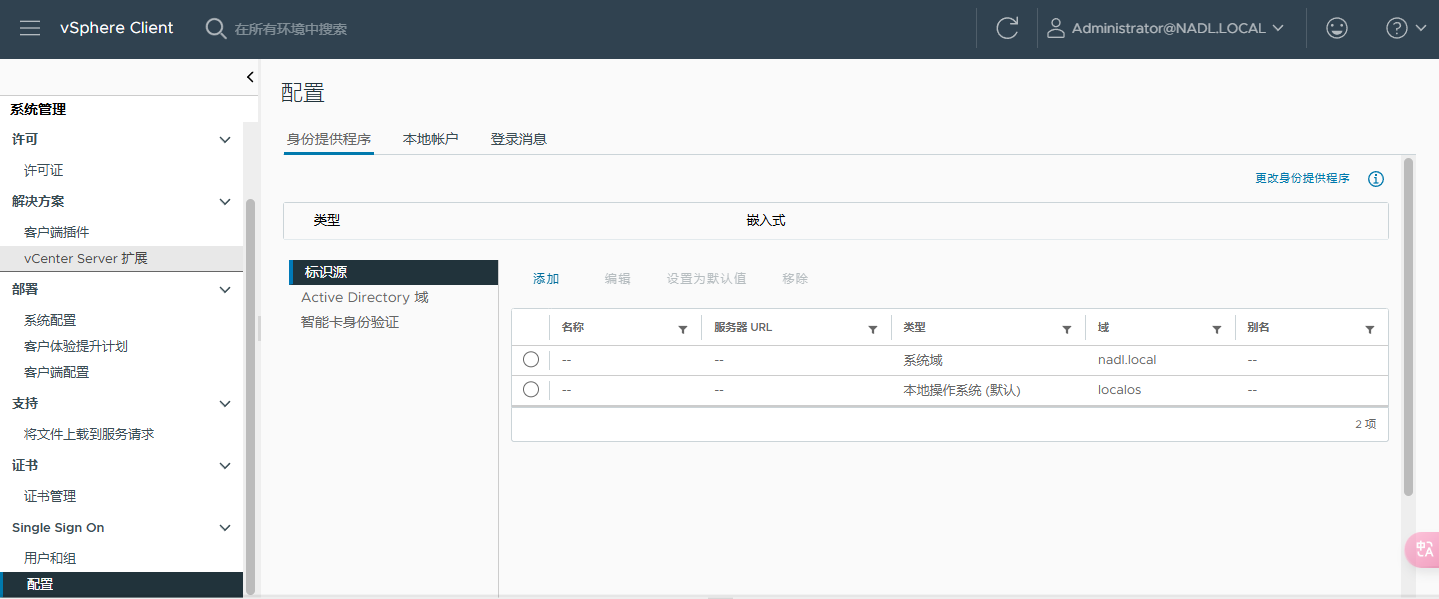 vSphere Client
在所有环境中搜索
Administrator@NADL.LOCAL
系统管理
许可
许可证
解决方案
客户端插件
vCenter Server 扩展
部署
系统配置
客户体验提升计划
客户端配置
支持
将文件上载到服务请求
证书
证书管理
Single Sign On
用户和组
配置
配置
身份提供程序 本地帐户 登录消息
更改身份提供程序
类型 嵌入式
标识源
Active Directory 域
智能卡身份验证
添加 编辑 设置为默认值 移除
名称 服务器 URL 类型 域 别名
-- -- 系统域 nadl.local --
-- -- 本地操作系统 (默认) localos --
2 项
中A